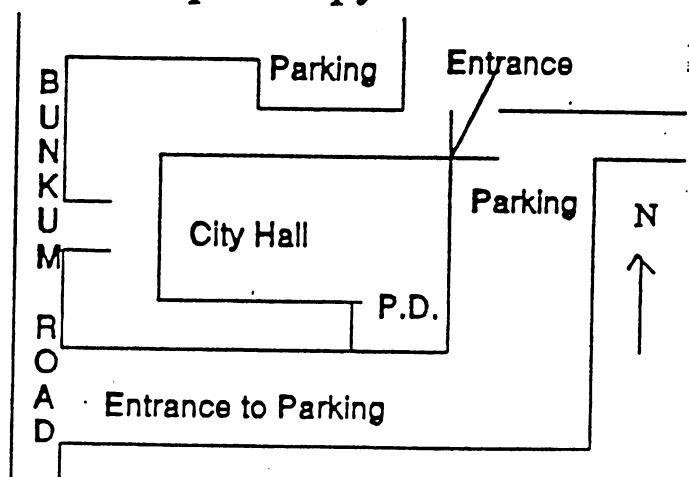 Parking
Entrance
BUNKUM ROAD
Parking
N
City Hall
P.D.
Entrance to Parking